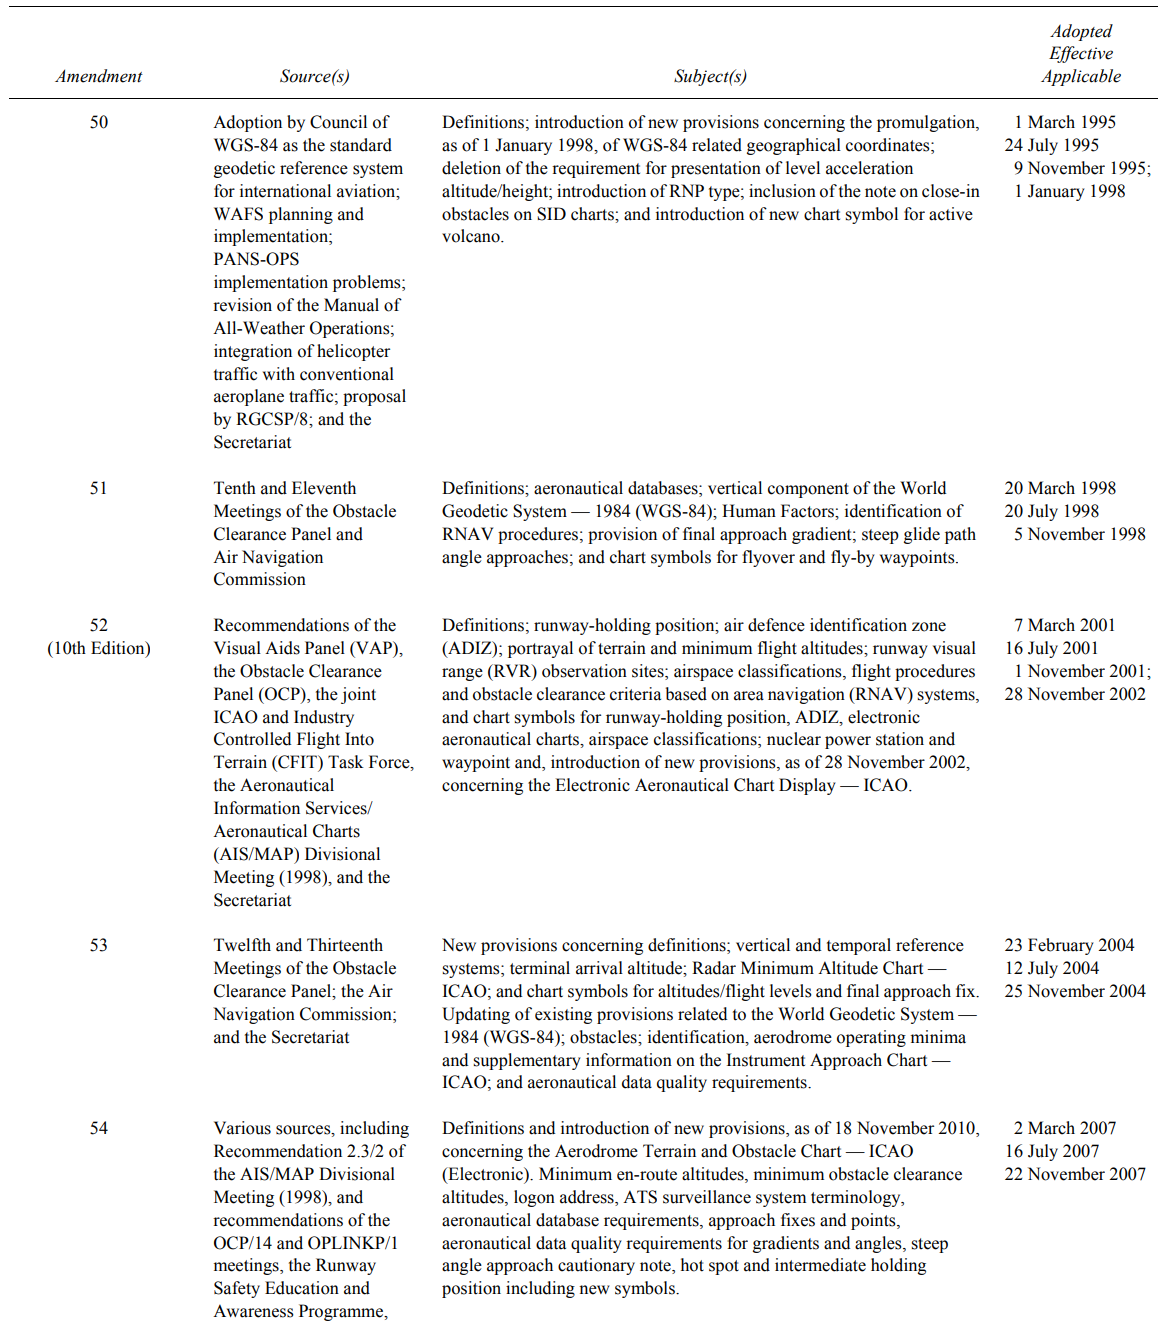 Adopted
Effective
Amendment Source(s) Subject(s) Applicable
50 Adoption by Council of Definitions; introduction of new provisions concerning the promulgation, 1 March 1995
WGS-84 as the standard as of 1 January 1998, of WGS-84 related geographical coordinates; 24 July 1995
geodetic reference system deletion of the requirement for presentation of level acceleration 9 November 1995;
for international aviation; altitude/height; introduction of RNP type; inclusion of the note on close-in 1 January 1998
WAFS planning and obstacles on SID charts; and introduction of new chart symbol for active
implementation; volcano.
PANS-OPS
implementation problems;
revision of the Manual of
All-Weather Operations;
integration of helicopter
traffic with conventional
aeroplane traffic; proposal
by RGCSP/8; and the
Secretariat
51 Tenth and Eleventh Definitions; aeronautical databases; vertical component of the World 20 March 1998
Meetings of the Obstacle Geodetic System — 1984 (WGS-84); Human Factors; identification of 20 July 1998
Clearance Panel and RNAV procedures; provision of final approach gradient; steep glide path 5 November 1998
Air Navigation angle approaches; and chart symbols for flyover and fly-by waypoints.
Commission
52 Recommendations of the Definitions; runway-holding position; air defence identification zone 7 March 2001
(10th Edition) Visual Aids Panel (VAP), (ADIZ); portrayal of terrain and minimum flight altitudes; runway visual 16 July 2001
the Obstacle Clearance range (RVR) observation sites; airspace classifications, flight procedures 1 November 2001;
Panel (OCP), the joint and obstacle clearance criteria based on area navigation (RNAV) systems, 28 November 2002
ICAO and Industry and chart symbols for runway-holding position, ADIZ, electronic
Controlled Flight Into aeronautical charts, airspace classifications; nuclear power station and
Terrain (CFIT) Task Force, waypoint and, introduction of new provisions, as of 28 November 2002,
the Aeronautical concerning the Electronic Aeronautical Chart Display — ICAO.
Information Services/
Aeronautical Charts
(AIS/MAP) Divisional
Meeting (1998), and the
Secretariat
53 Twelfth and Thirteenth New provisions concerning definitions; vertical and temporal reference 23 February 2004
Meetings of the Obstacle systems; terminal arrival altitude; Radar Minimum Altitude Chart — 12 July 2004
Clearance Panel; the Air ICAO; and chart symbols for altitudes/flight levels and final approach fix. 25 November 2004
Navigation Commission; Updating of existing provisions related to the World Geodetic System —
and the Secretariat 1984 (WGS-84); obstacles; identification, aerodrome operating minima
and supplementary information on the Instrument Approach Chart —
ICAO; and aeronautical data quality requirements.
54 Various sources, including Definitions and introduction of new provisions, as of 18 November 2010, 2 March 2007
Recommendation 2.3/2 of concerning the Aerodrome Terrain and Obstacle Chart — ICAO 16 July 2007
the AIS/MAP Divisional (Electronic). Minimum en-route altitudes, minimum obstacle clearance 22 November 2007
Meeting (1998), and altitudes, logon address, ATS surveillance system terminology,
recommendations of the aeronautical database requirements, approach fixes and points,
OCP/14 and OPLINKP/1 aeronautical data quality requirements for gradients and angles, steep
meetings, the Runway angle approach cautionary note, hot spot and intermediate holding
Safety Education and position including new symbols.
Awareness Programme,